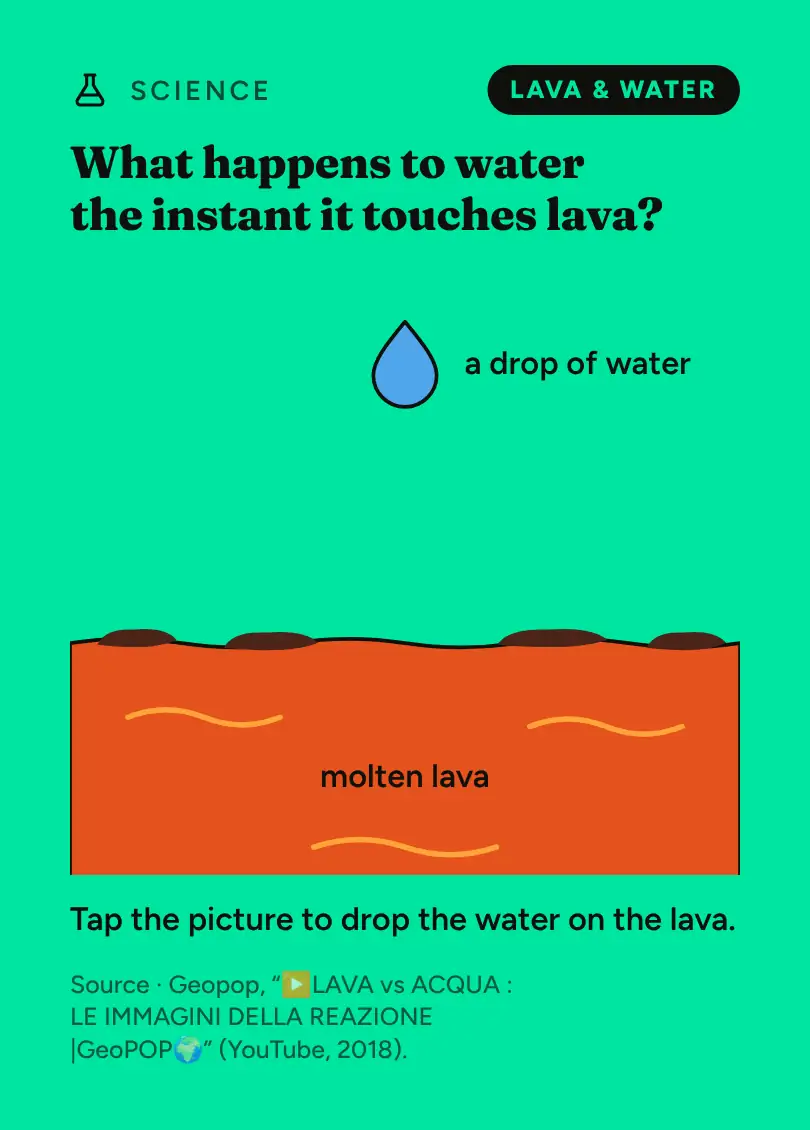 SCIENCE
LAVA & WATER
What happens to water
the instant it touches lava?
a drop of water
molten lava
Tap the picture to drop the water on the lava.
Source · Geopop, “▶️LAVA vs ACQUA :
LE IMMAGINI DELLA REAZIONE
|GeoPOP🌍” (YouTube, 2018).